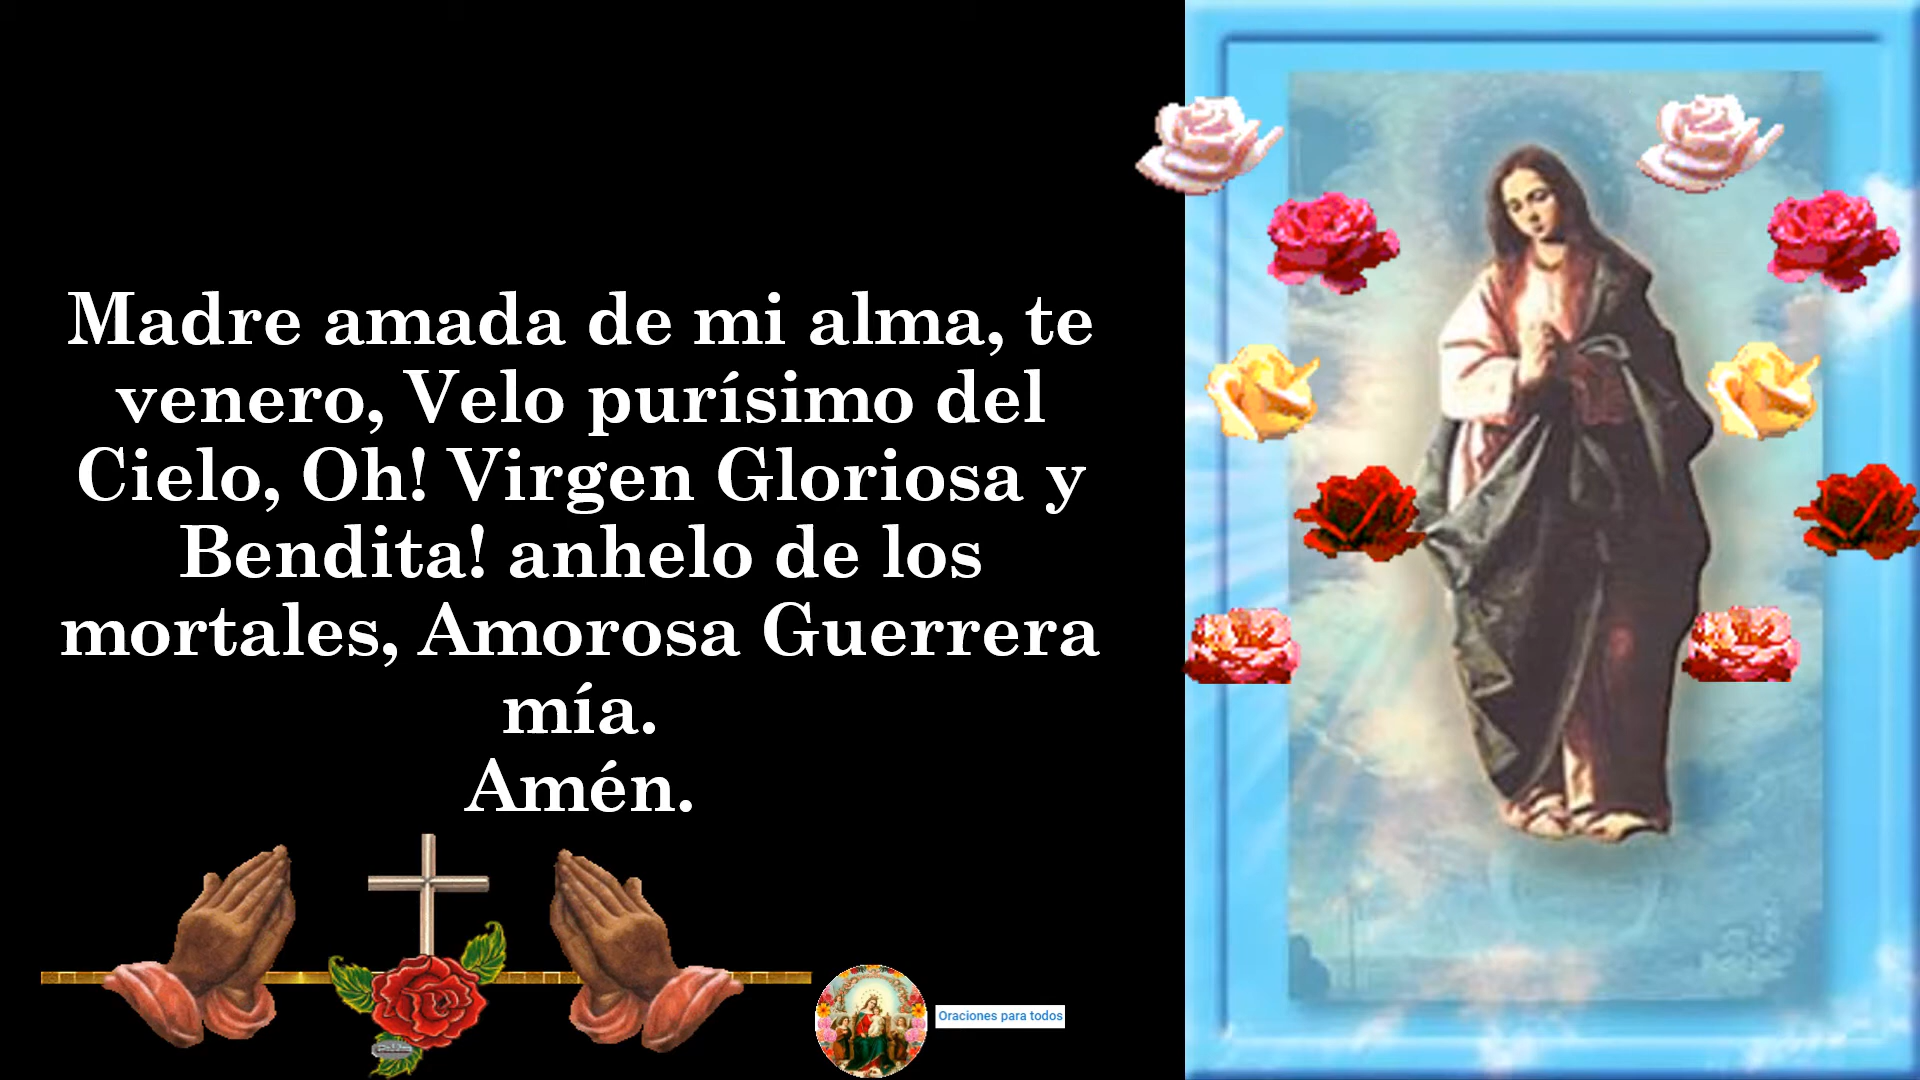 Madre amada de mi alma, te
venero, Velo purísimo del
Cielo, Oh! Virgen Gloriosa y
Bendita! anhelo de los
mortales, Amorosa Guerrera
mía.
Amén.
Oraciones para todos